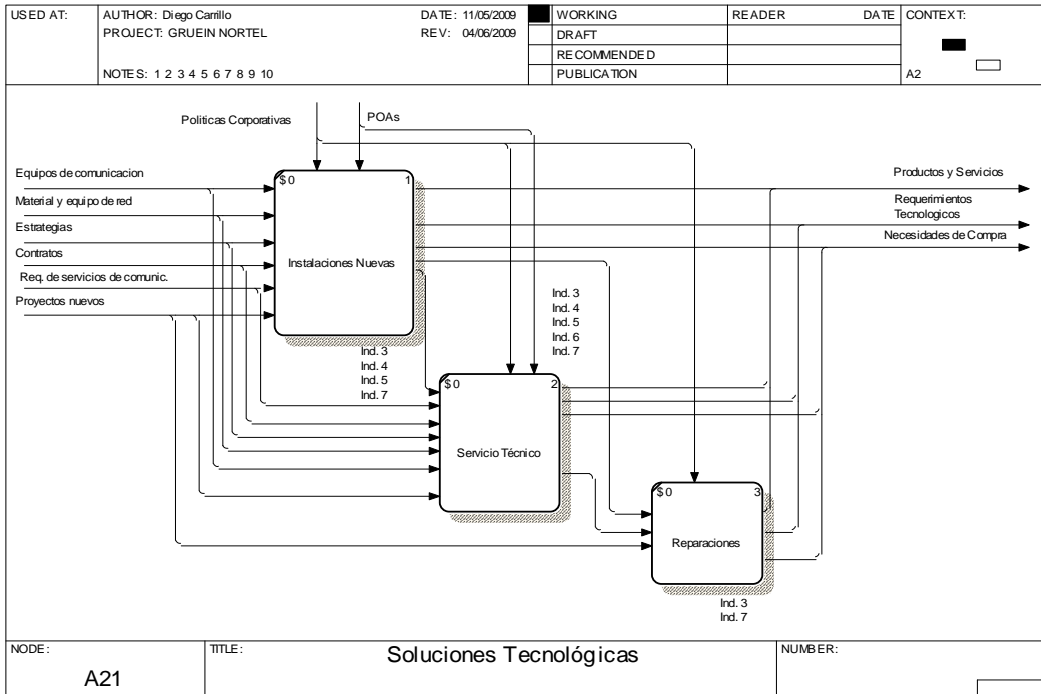 USED AT:
AUTHOR: Diego Carrillo
DATE: 11/05/2009
PROJECT: GRUEIN NORTEL
REV: 04/06/2009
NOTES: 1 2 3 4 5 6 7 8 9 10
WORKING
DRAFT
RECOMMENDED
PUBLICATION
READER
DATE
CONTEXT:
A2
Politicas Corporativas
POAs
Equipos de comunicacion
Material y equipo de red
Estrategias
Contratos
Req. de servicios de comunic.
Proyectos nuevos
$0
1
Instalaciones Nuevas
Productos y Servicios
Requerimientos
Tecnologicos
Necesidades de Compra
Ind. 3
Ind. 4
Ind. 5
Ind. 7
Ind. 3
Ind. 4
Ind. 5
Ind. 6
Ind. 7
$0
2
Servicio Técnico
$0
3
Reparaciones
Ind. 3
Ind. 7
NODE:
A21
TITLE:
Soluciones Tecnológicas
NUMBER: